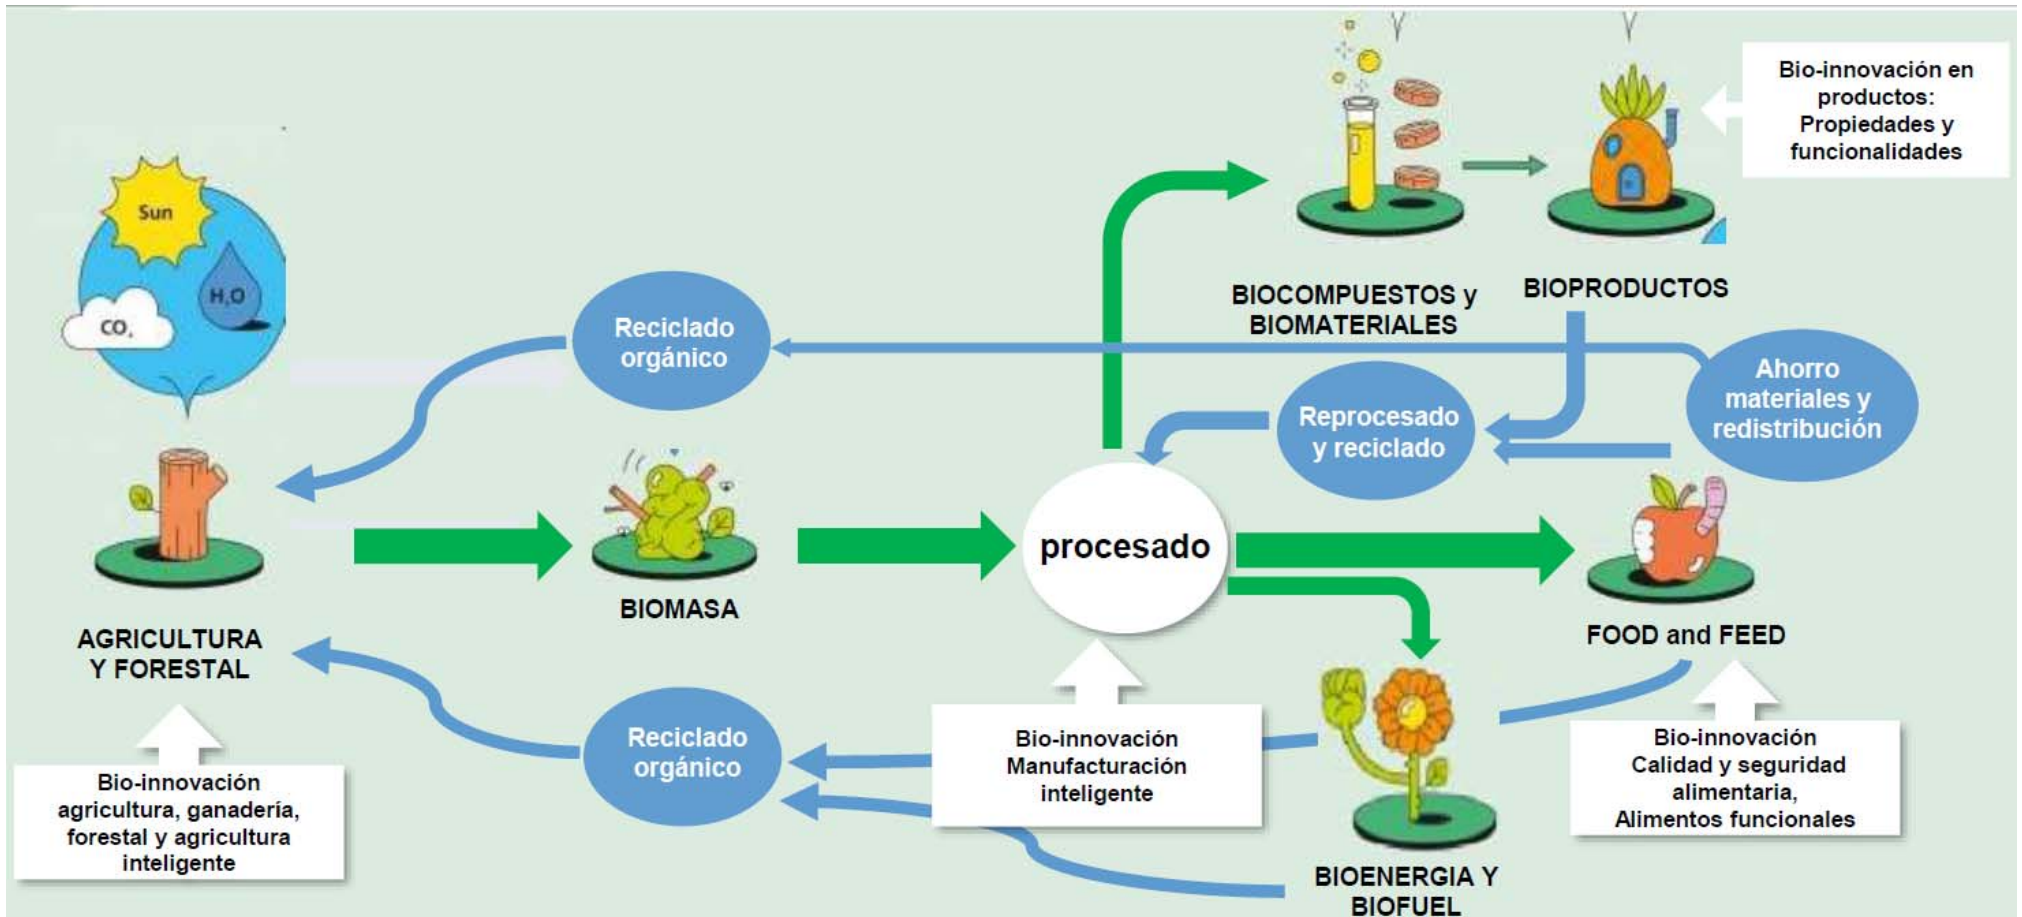 Bio-innovación en
productos:
Propiedades y
funcionalidades
Sun
H₂O
CO₂
Reciclado
orgánico
BIOCOMPUESTOS y
BIOMATERIALES
BIOPRODUCTOS
Ahorro
materiales y
redistribución
Reprocesado
y reciclado
procesado
BIOMASA
AGRICULTURA
Y FORESTAL
FOOD and FEED
Reciclado
orgánico
Bio-innovación
Manufacturación
inteligente
Bio-innovación
Calidad y seguridad
alimentaria,
Alimentos funcionales
Bio-innovación
agricultura, ganadería,
forestal y agricultura
inteligente
BIOENERGIA Y
BIOFUEL